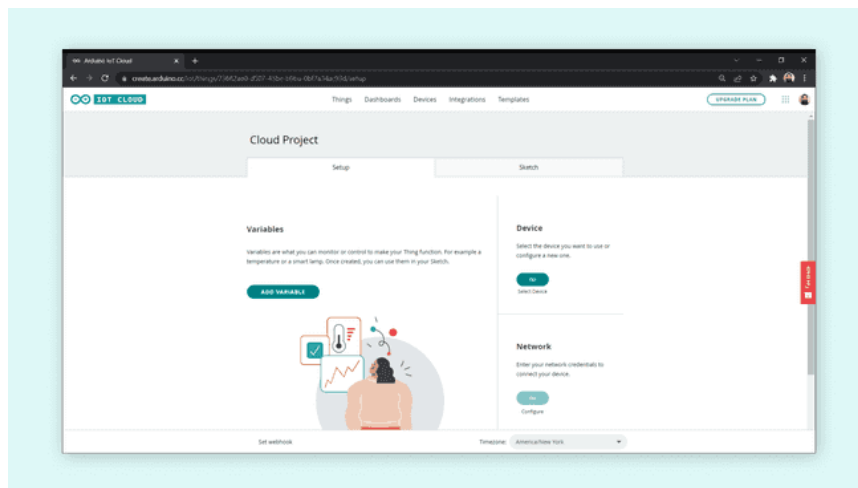 Arduino IoT Cloud
IOT CLOUD
Things Dashboards Devices Integrations Templates
UPGRADE PLAN
Cloud Project
Setup
Sketch
Variables
Variables are what you can monitor or control to make your Thing function. For example a
temperature or a smart lamp. Once created, you can use them in your Sketch.
ADD VARIABLE
Device
Select the device you want to use or
configure a new one.
Select Device
Network
Enter your network credentials to
connect your device.
Configure
Set webhook
Timezone: America/New York